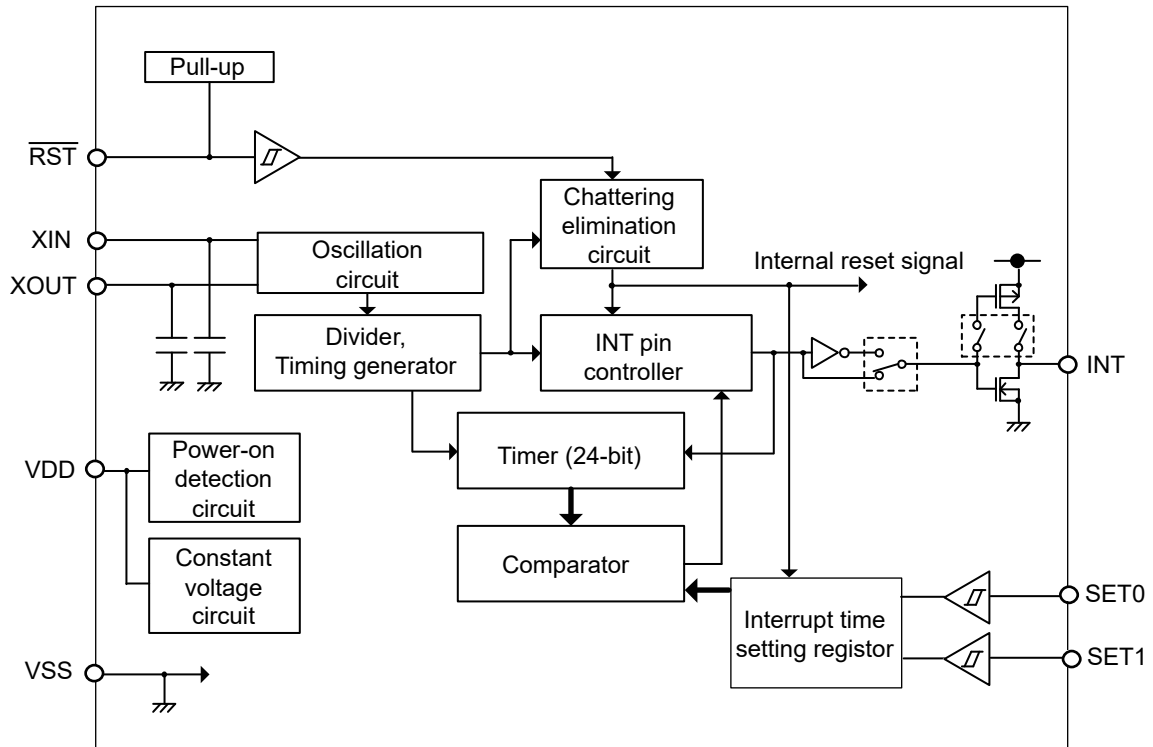 Pull-up
RST
Chattering
elimination
circuit
XIN
Oscillation
circuit
XOUT
Internal reset signal
Divider,
Timing generator
INT pin
controller
INT
Power-on
detection
circuit
VDD
Timer (24-bit)
Constant
voltage
circuit
Comparator
SET0
Interrupt time
setting registor
SET1
VSS